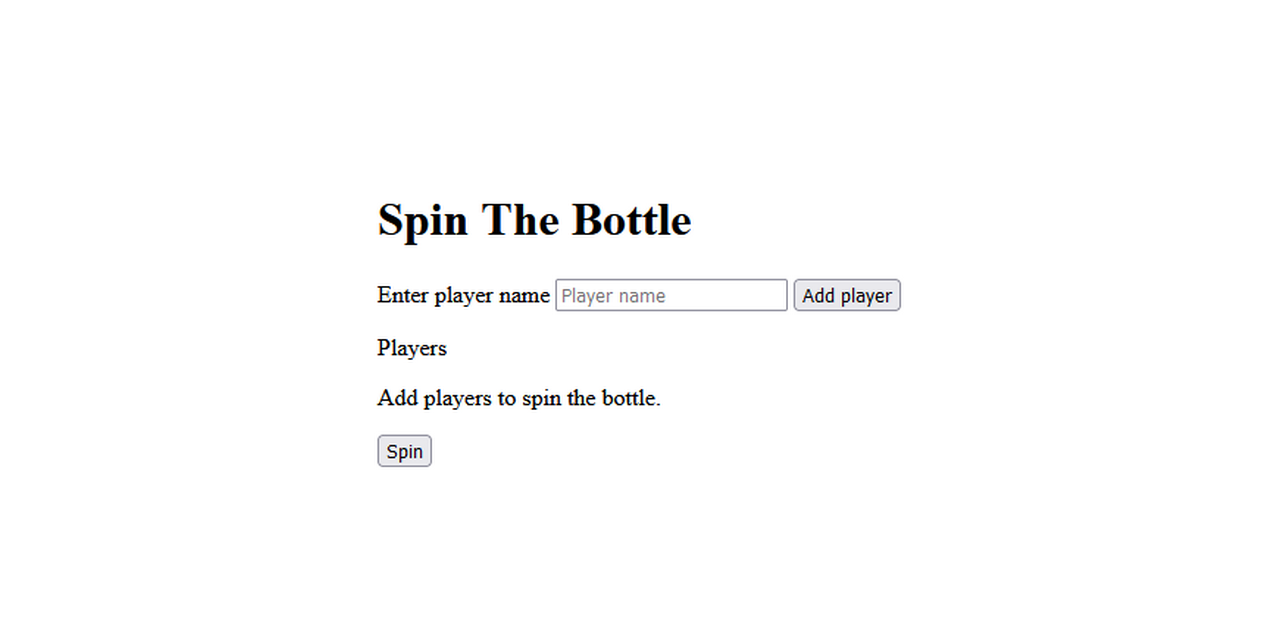 Spin The Bottle
Enter player name Player name Add player
Players
Add players to spin the bottle.
Spin